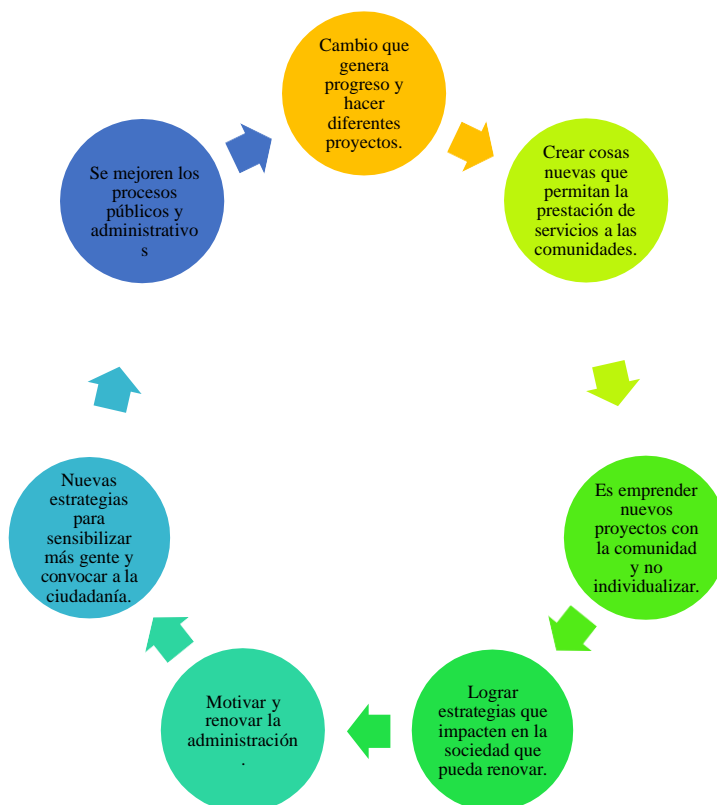 Cambio que
genera
progreso y
hacer
diferentes
proyectos.
Crear cosas
nuevas que
permitan la
prestación de
servicios a las
comunidades.
Es emprender
nuevos
proyectos con
la comunidad
y no
individualizar.
Lograr
estrategias que
impacten en la
sociedad que
pueda renovar.
Motivar y
renovar la
administración
.
Nuevas
estrategias
para
sensibilizar
más gente y
convocar a la
ciudadanía.
Se mejoren los
procesos
públicos y
administrativo
s